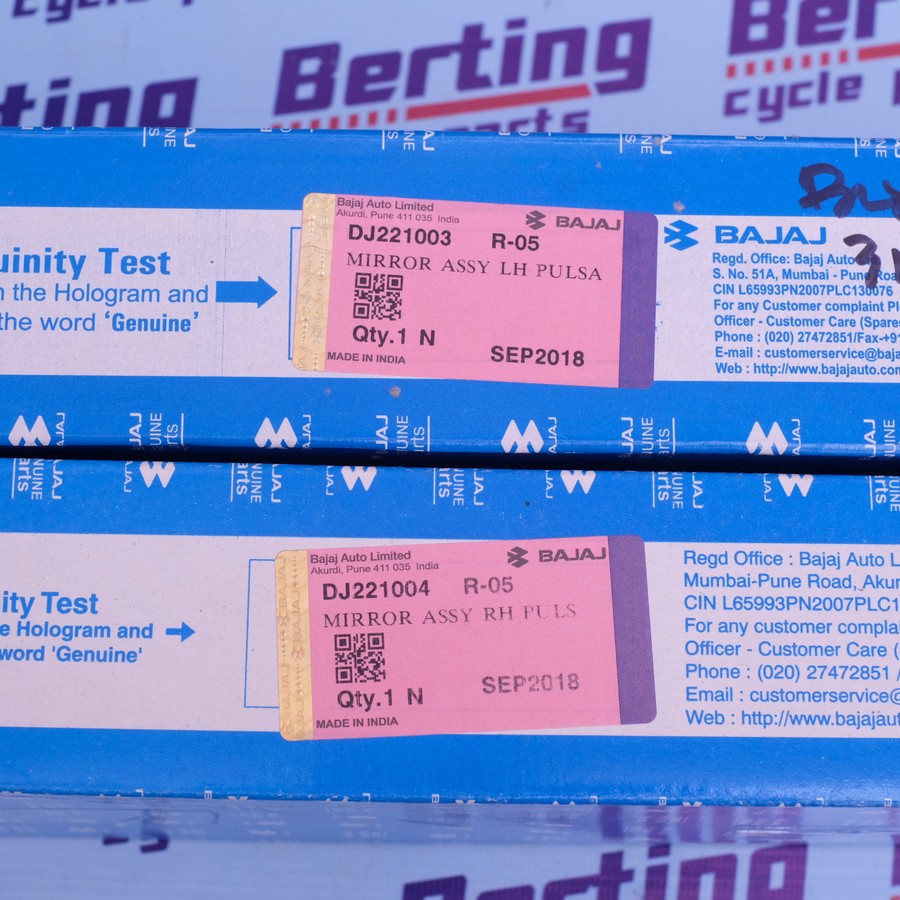 Berting
cycle parts
Bajaj Auto Limited
Akurdi, Pune 411 035 India
BAJAJ
DJ221003 R-05
MIRROR ASSY LH PULSA
Qty.1 N
MADE IN INDIA
SEP2018
uinity Test
n the Hologram and
the word ‘Genuine’
BAJAJ
Regd. Office: Bajaj Auto
S. No. 51A, Mumbai - Pune Road
CIN L65993PN2007PLC130076
For any Customer complaint Pl
Officer - Customer Care (Spares
Phone : (020) 27472851/Fax-+91
E-mail : customerservice@baja
Web : http://www.bajajauto.com
Bajaj Auto Limited
Akurdi, Pune 411 035 India
BAJAJ
DJ221004 R-05
MIRROR ASSY RH PULS
Qty.1 N
MADE IN INDIA
SEP2018
ity Test
e Hologram and
word 'Genuine'
Regd Office : Bajaj Auto L
Mumbai-Pune Road, Akur
CIN L65993PN2007PLC1
For any customer complai
Officer - Customer Care (
Phone : (020) 27472851 /
Email : customerservice@
Web : http://www.bajajaut
Berting